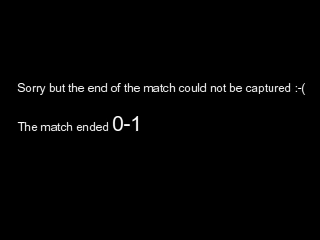 Sorry but the end of the match could not be captured :-(
The match ended 0-1